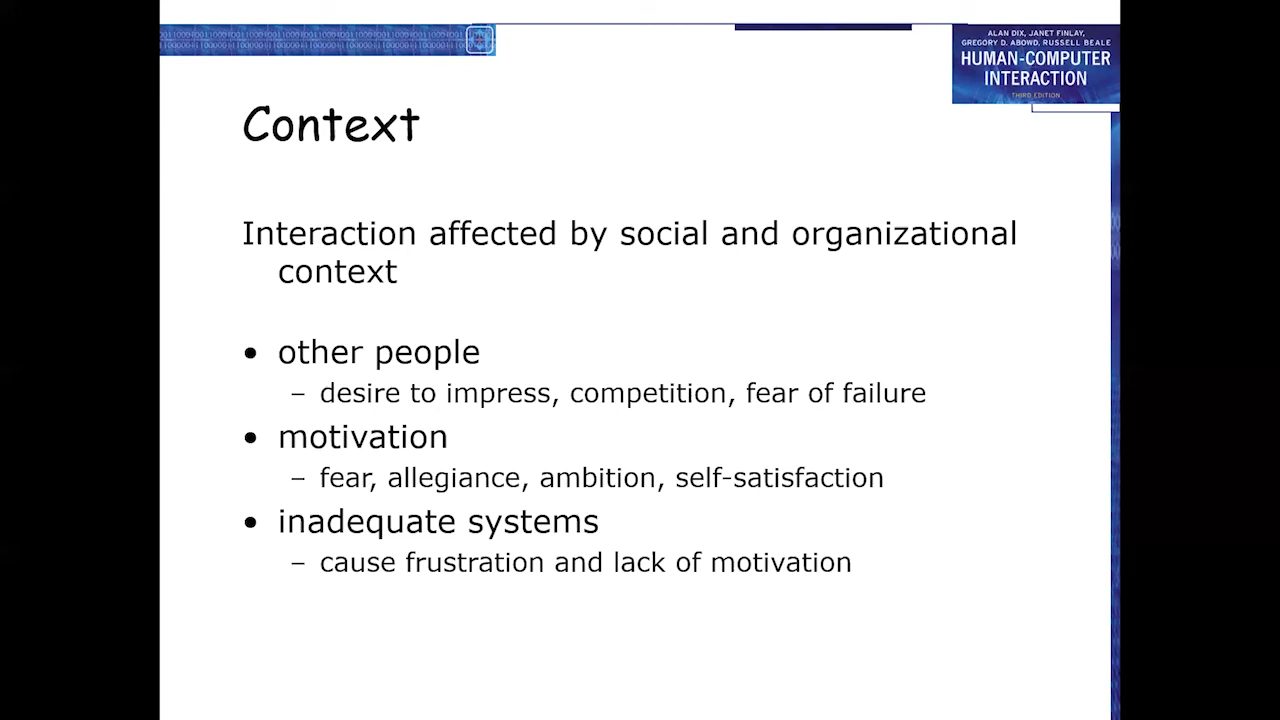 ALAN DIX, JANET FINLAY,
GREGORY D. ABOWD, RUSSELL BEALE
HUMAN-COMPUTER
INTERACTION
THIRD EDITION
Context
Interaction affected by social and organizational
context
• other people
– desire to impress, competition, fear of failure
• motivation
– fear, allegiance, ambition, self-satisfaction
• inadequate systems
– cause frustration and lack of motivation